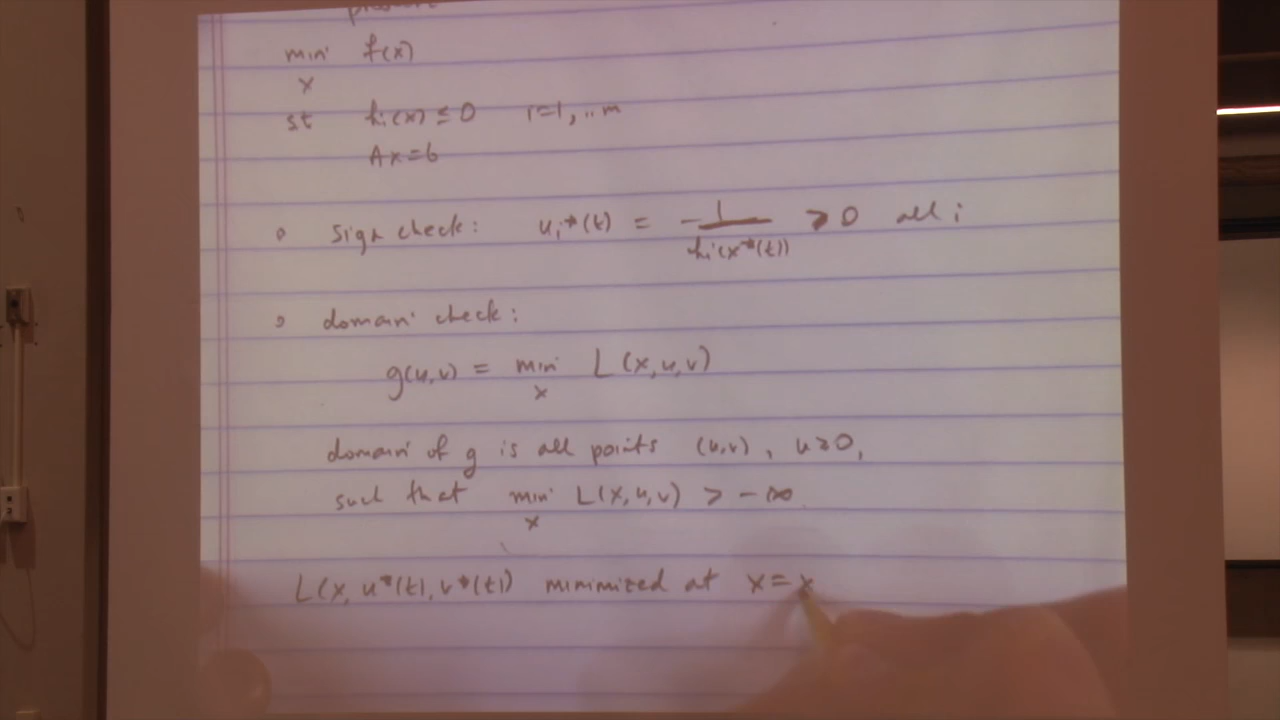 min f(x)
x
st hi(x) ≤ 0 i=1, ..m
Ax=b
• sign check: ui*(t) = -1/hi(x*(t)) > 0 all i
• domain check:
g(u,v) = min L(x,u,v)
x
domain of g is all points (u,v), u≥0,
such that min L(x,u,v) > -∞
x
L(x, u*(t), v*(t)) minimized at x=x